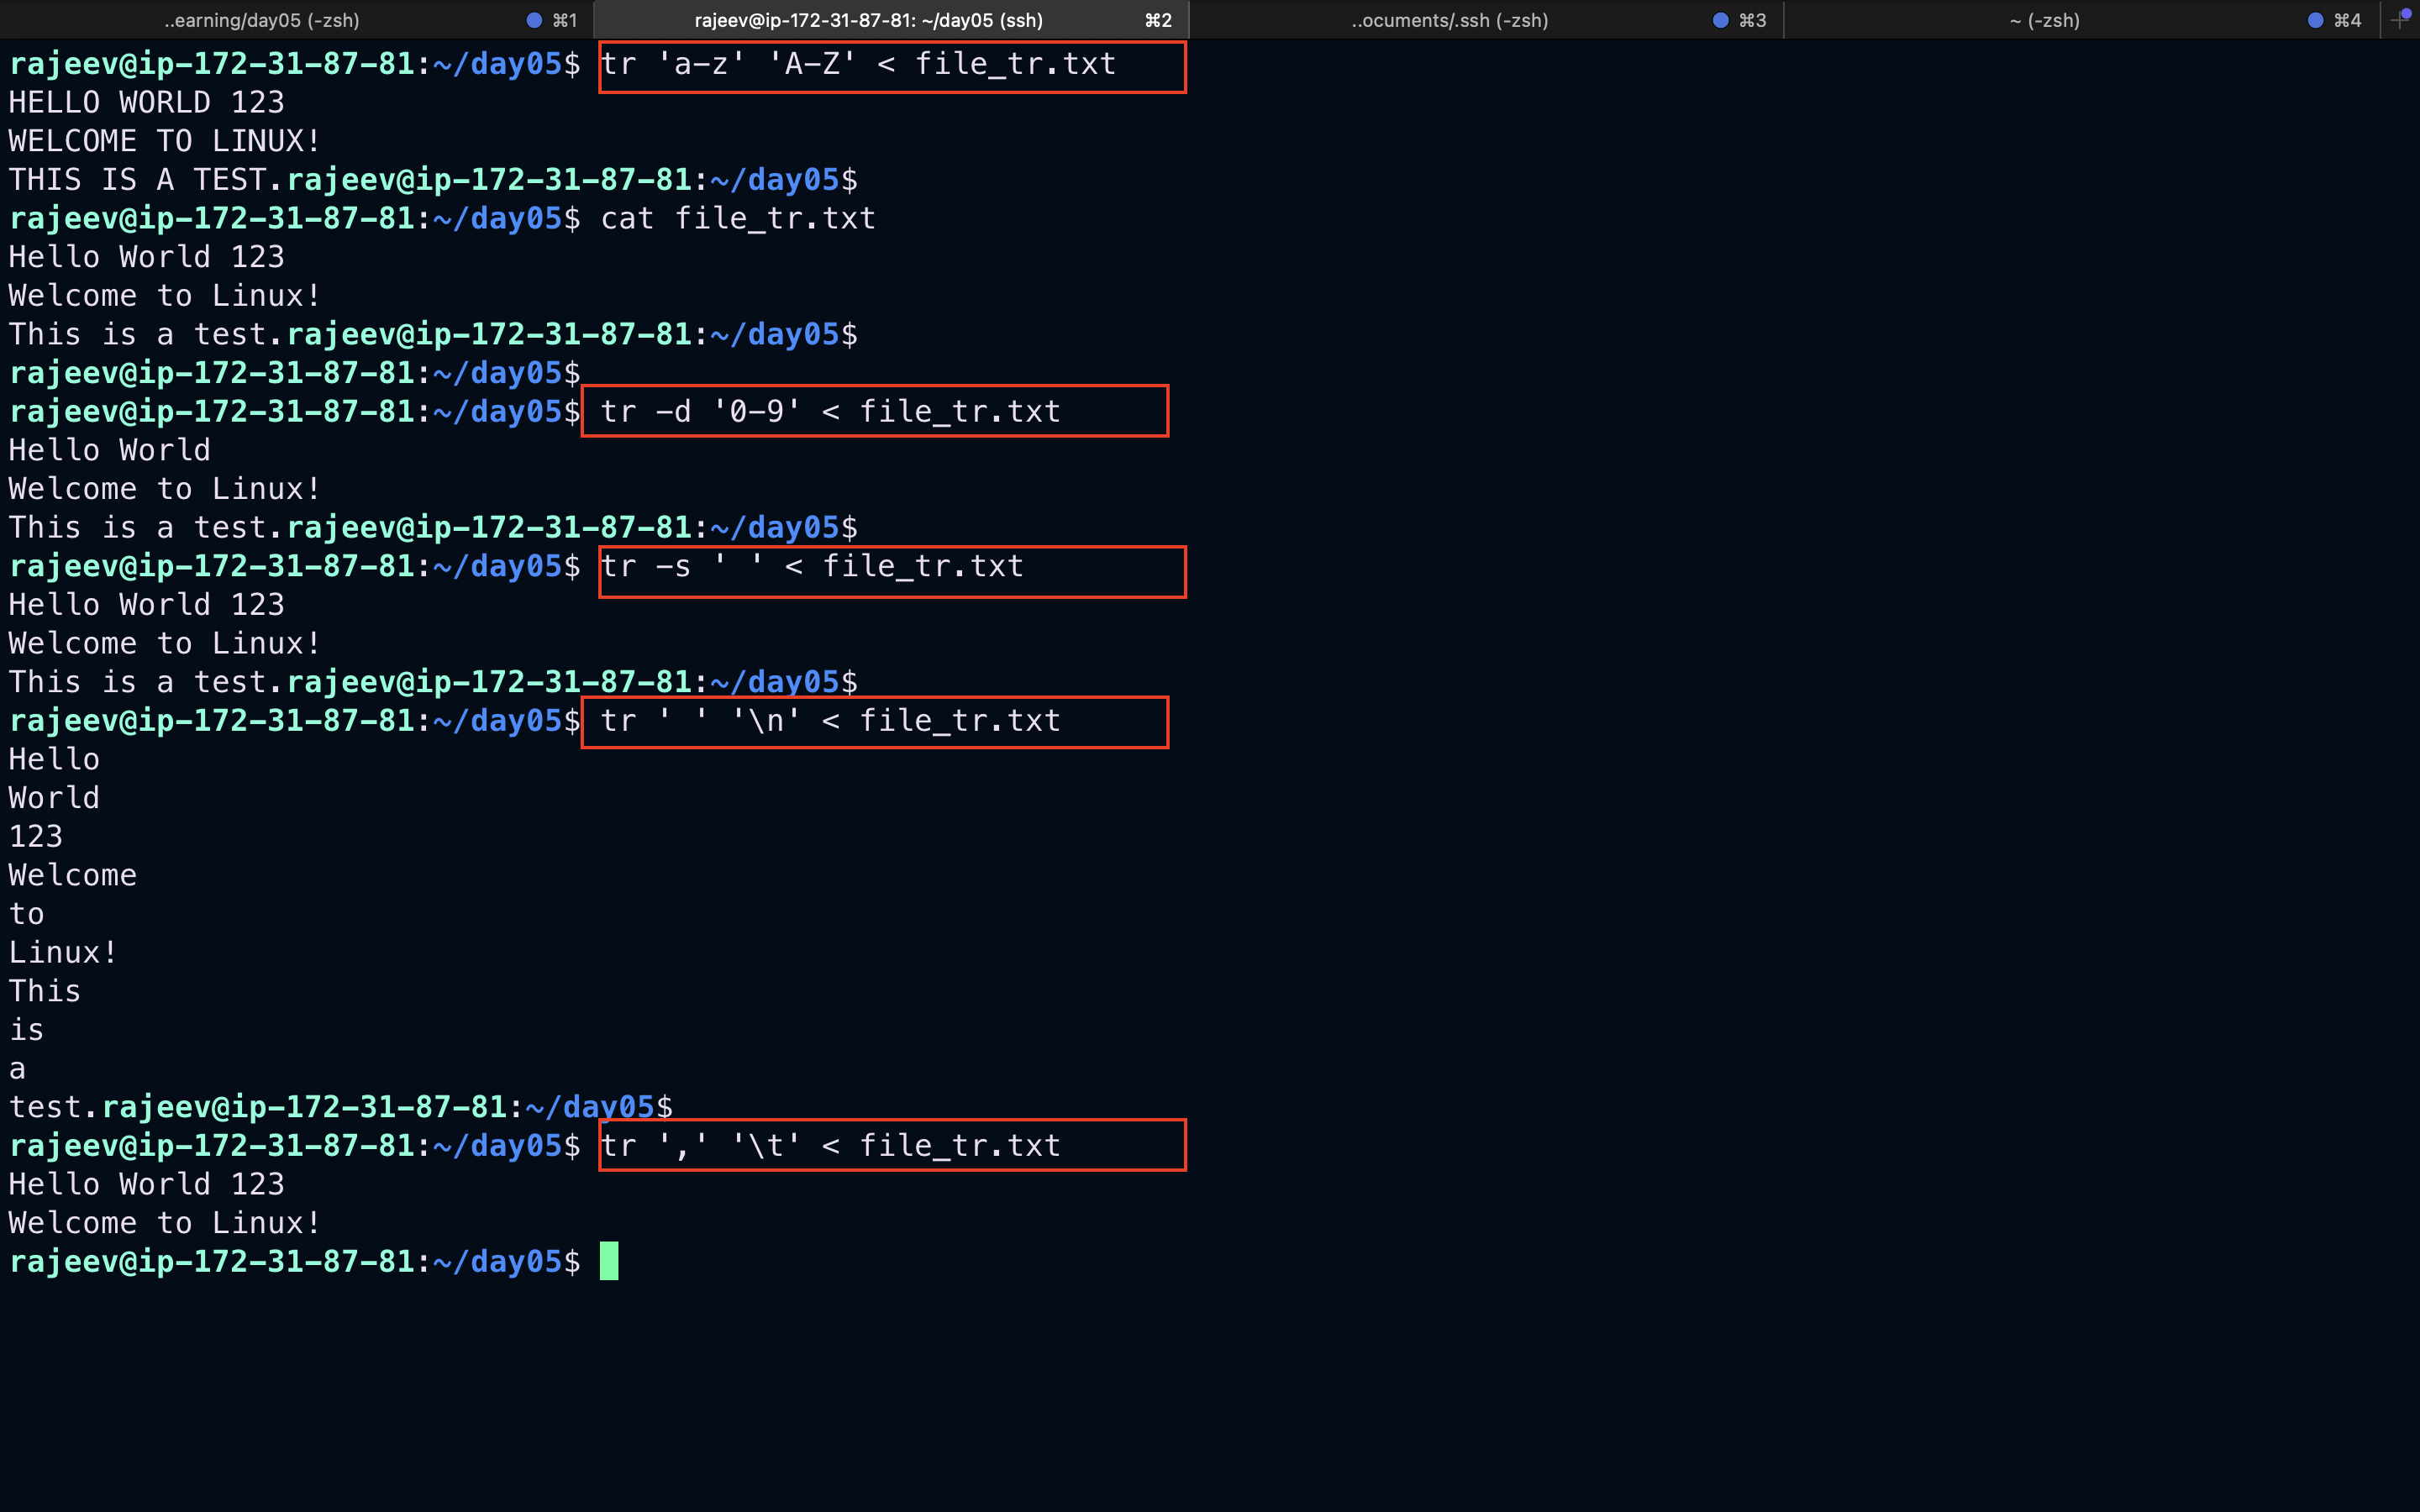 ..earning/day05 (-zsh) ⌘1 rajeev@ip-172-31-87-81: ~/day05 (ssh) ⌘2 ..ocuments/.ssh (-zsh) ⌘3 ~ (-zsh) ⌘4
rajeev@ip-172-31-87-81:~/day05$ tr 'a-z' 'A-Z' < file_tr.txt
HELLO WORLD 123
WELCOME TO LINUX!
THIS IS A TEST.rajeev@ip-172-31-87-81:~/day05$
rajeev@ip-172-31-87-81:~/day05$ cat file_tr.txt
Hello World 123
Welcome to Linux!
This is a test.rajeev@ip-172-31-87-81:~/day05$
rajeev@ip-172-31-87-81:~/day05$
rajeev@ip-172-31-87-81:~/day05$ tr -d '0-9' < file_tr.txt
Hello World
Welcome to Linux!
This is a test.rajeev@ip-172-31-87-81:~/day05$
rajeev@ip-172-31-87-81:~/day05$ tr -s ' ' < file_tr.txt
Hello World 123
Welcome to Linux!
This is a test.rajeev@ip-172-31-87-81:~/day05$
rajeev@ip-172-31-87-81:~/day05$ tr ' ' '\n' < file_tr.txt
Hello
World
123
Welcome
to
Linux!
This
is
a
test.rajeev@ip-172-31-87-81:~/day05$
rajeev@ip-172-31-87-81:~/day05$ tr ',' '\t' < file_tr.txt
Hello World 123
Welcome to Linux!
rajeev@ip-172-31-87-81:~/day05$